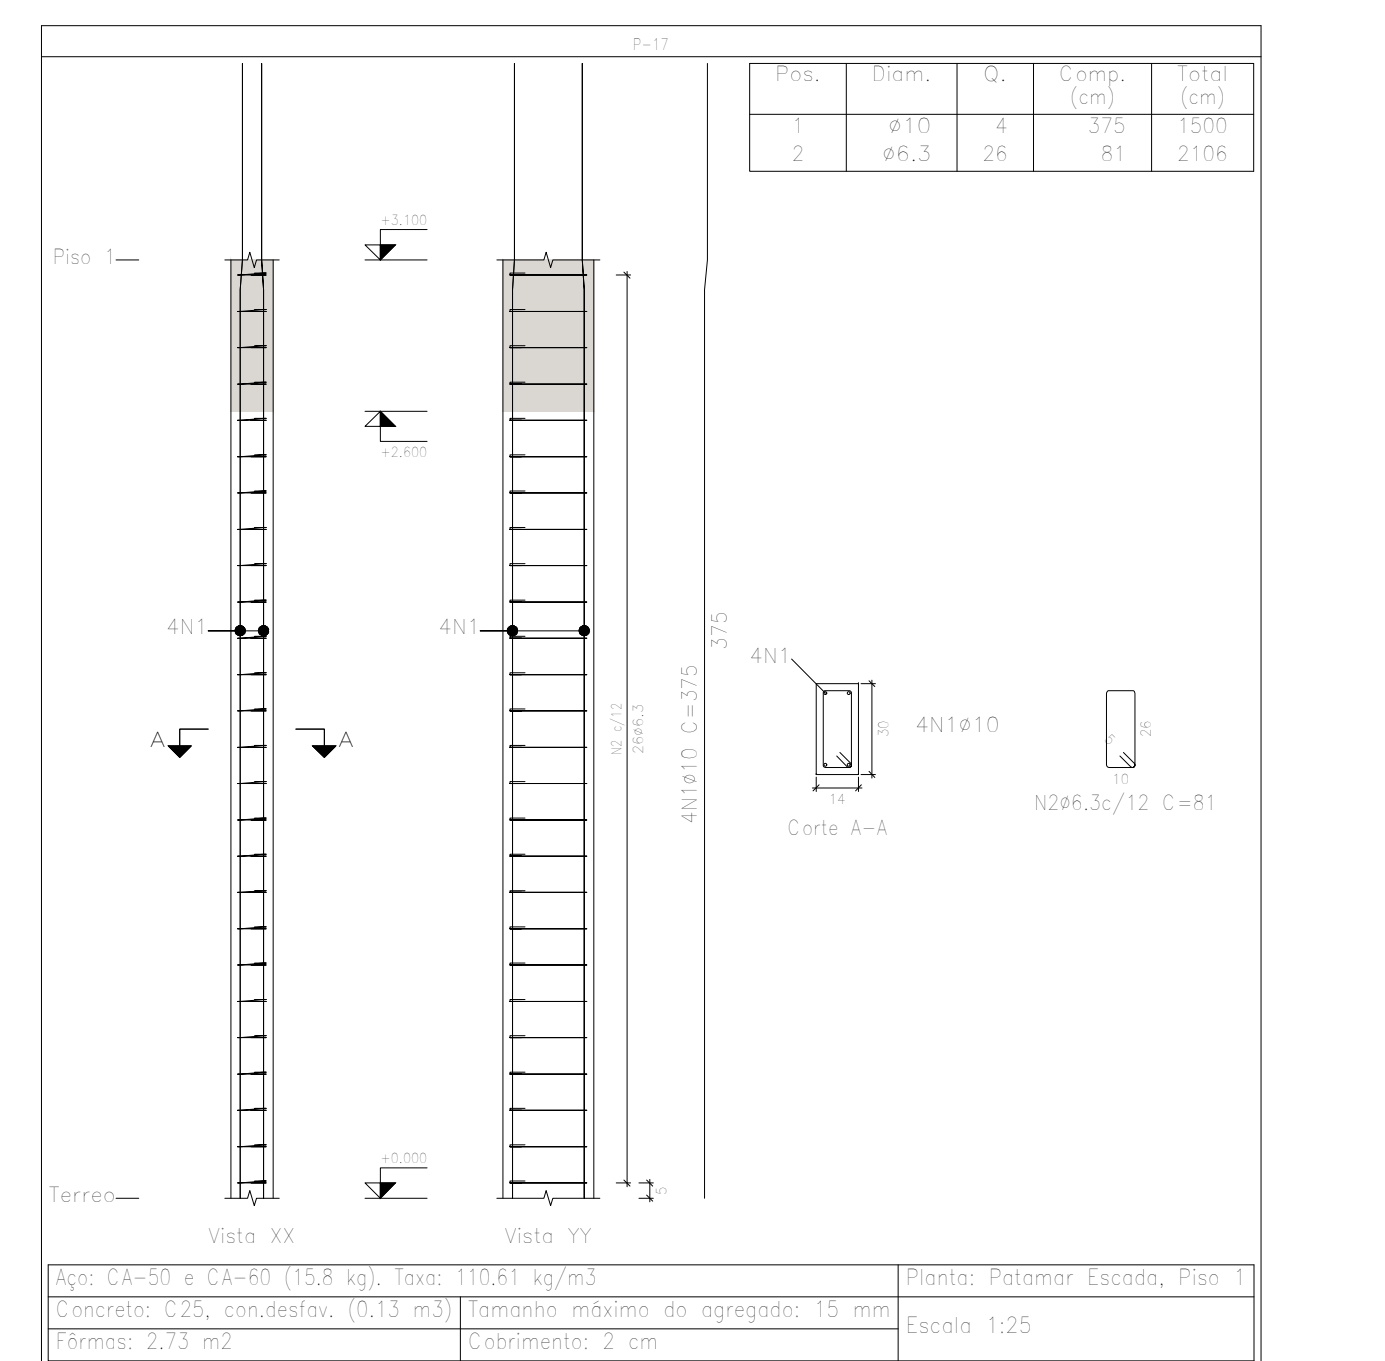 P-17
Pos. Diam. Q. Comp. (cm) Total (cm)
1 ø10 4 375 1500
2 ø6.3 26 81 2106
+3.100
Piso 1
+2.600
4N1
4N1
375
4N1ø10 C=375
N2 c/12
26ø6.3
4N1
30
4N1ø10
14
Corte A-A
5
26
10
N2ø6.3c/12 C=81
A
A
+0.000
5
Terreo
Vista XX
Vista YY
Aço: CA-50 e CA-60 (15.8 kg). Taxa: 110.61 kg/m3
Planta: Patamar Escada, Piso 1
Concreto: C25, con.desfav. (0.13 m3)
Tamanho máximo do agregado: 15 mm
Escala 1:25
Fôrmas: 2.73 m2
Cobrimento: 2 cm